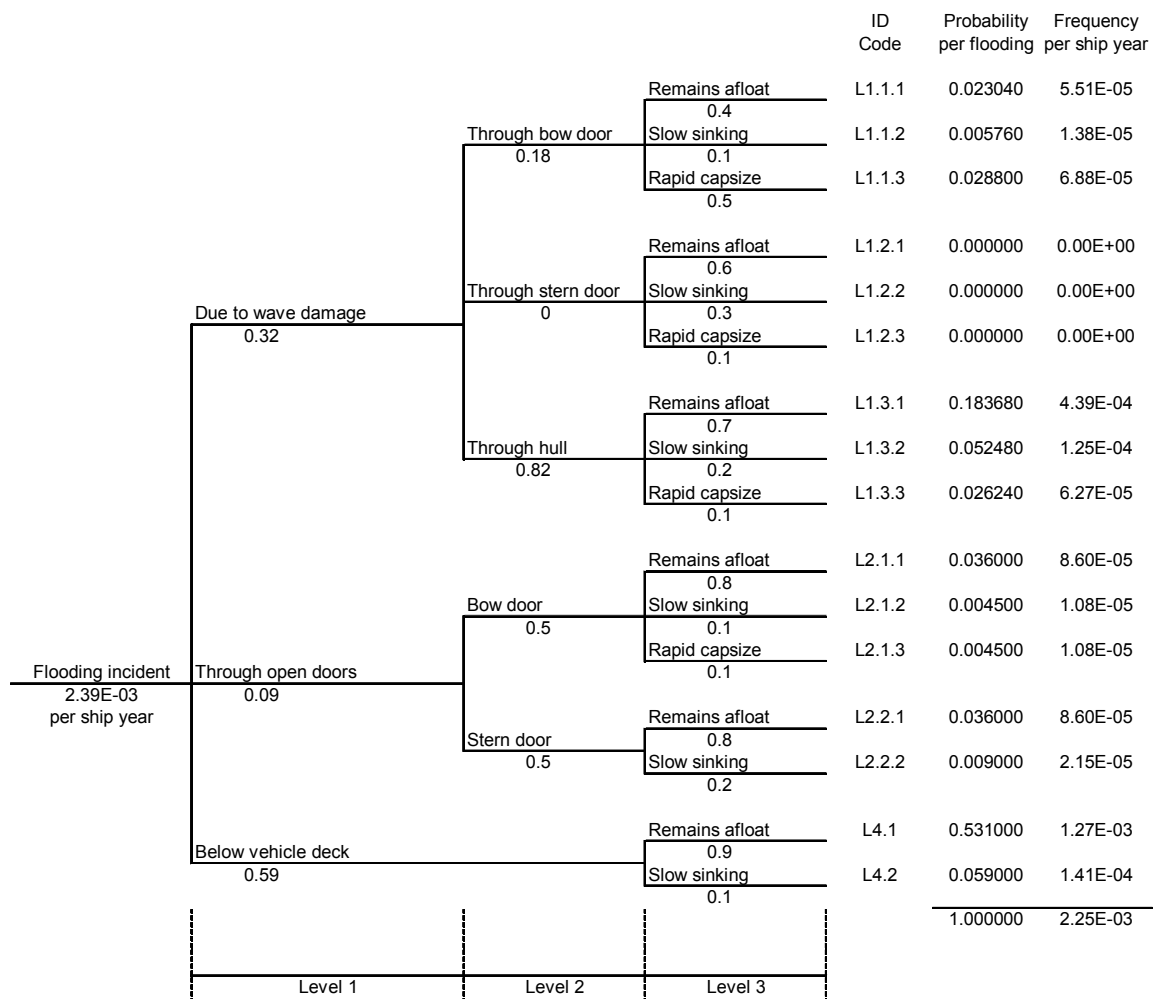 ID Probability Frequency
Code per flooding per ship year
Remains afloat L1.1.1 0.023040 5.51E-05
0.4
Through bow door Slow sinking L1.1.2 0.005760 1.38E-05
0.18 0.1
Rapid capsize L1.1.3 0.028800 6.88E-05
0.5
Remains afloat L1.2.1 0.000000 0.00E+00
0.6
Through stern door Slow sinking L1.2.2 0.000000 0.00E+00
Due to wave damage 0 0.3
0.32 Rapid capsize L1.2.3 0.000000 0.00E+00
0.1
Remains afloat L1.3.1 0.183680 4.39E-04
0.7
Through hull Slow sinking L1.3.2 0.052480 1.25E-04
0.82 0.2
Rapid capsize L1.3.3 0.026240 6.27E-05
0.1
Remains afloat L2.1.1 0.036000 8.60E-05
0.8
Bow door Slow sinking L2.1.2 0.004500 1.08E-05
0.5 0.1
Rapid capsize L2.1.3 0.004500 1.08E-05
Flooding incident Through open doors 0.1
2.39E-03 0.09
per ship year Remains afloat L2.2.1 0.036000 8.60E-05
Stern door 0.8
0.5 Slow sinking L2.2.2 0.009000 2.15E-05
0.2
Remains afloat L4.1 0.531000 1.27E-03
Below vehicle deck 0.9
0.59 Slow sinking L4.2 0.059000 1.41E-04
0.1
1.000000 2.25E-03
Level 1 Level 2 Level 3